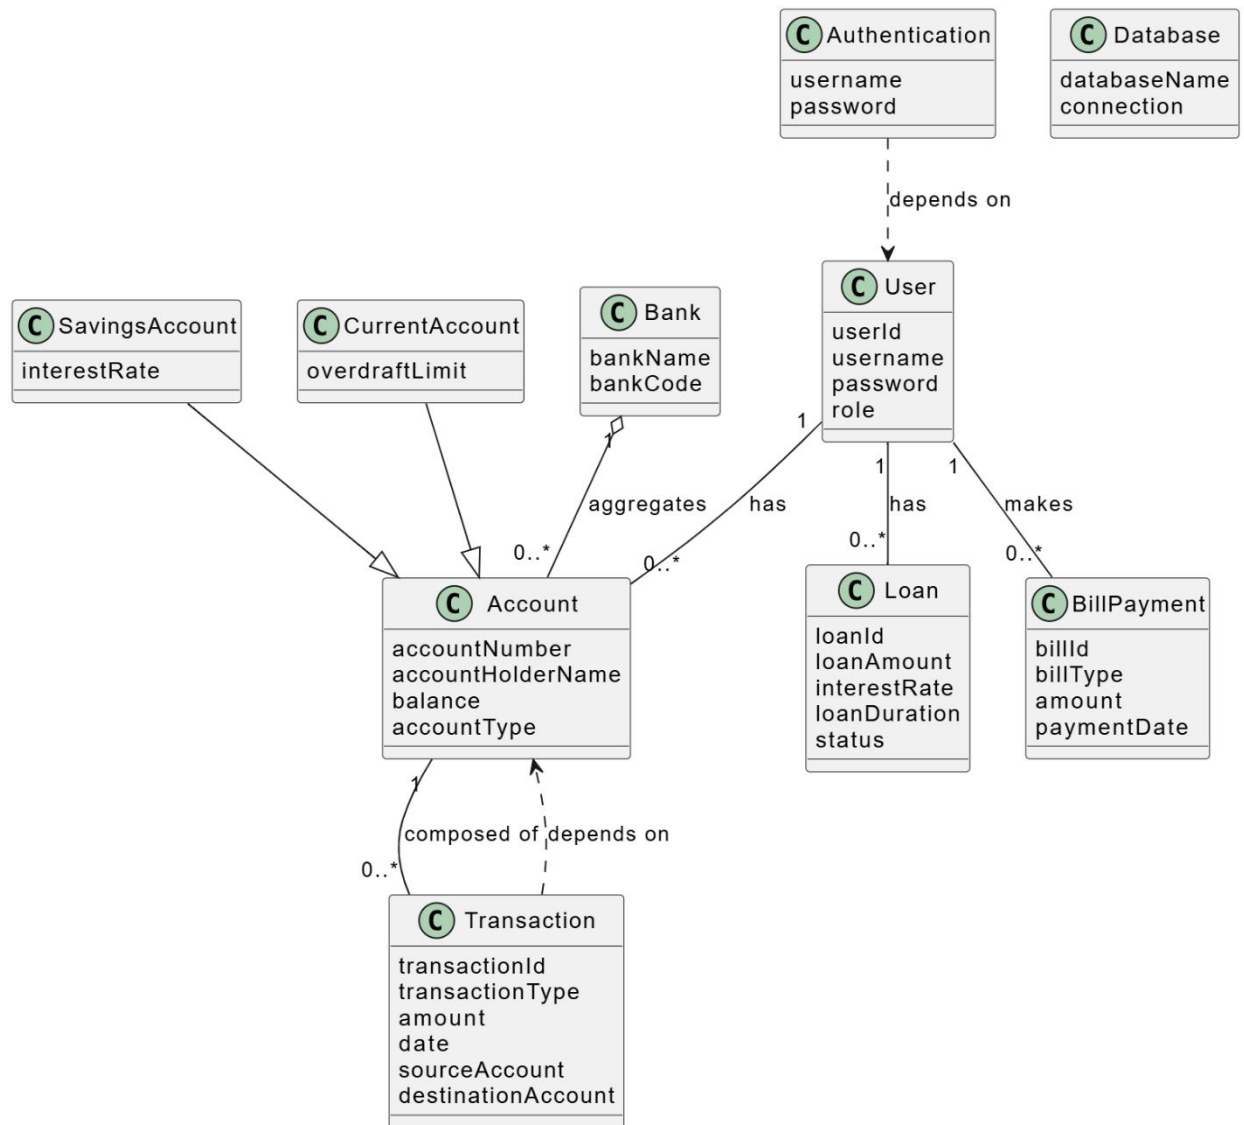 C Authentication
username
password
C Database
databaseName
connection
depends on
C SavingsAccount
interestRate
C CurrentAccount
overdraftLimit
C Bank
bankName
bankCode
C User
userId
username
password
role
1
aggregates
0..*
1
has
0..*
1
has
0..*
1
makes
0..*
C Account
accountNumber
accountHolderName
balance
accountType
C Loan
loanId
loanAmount
interestRate
loanDuration
status
C BillPayment
billId
billType
amount
paymentDate
1
composed of
0..*
depends on
C Transaction
transactionId
transactionType
amount
date
sourceAccount
destinationAccount